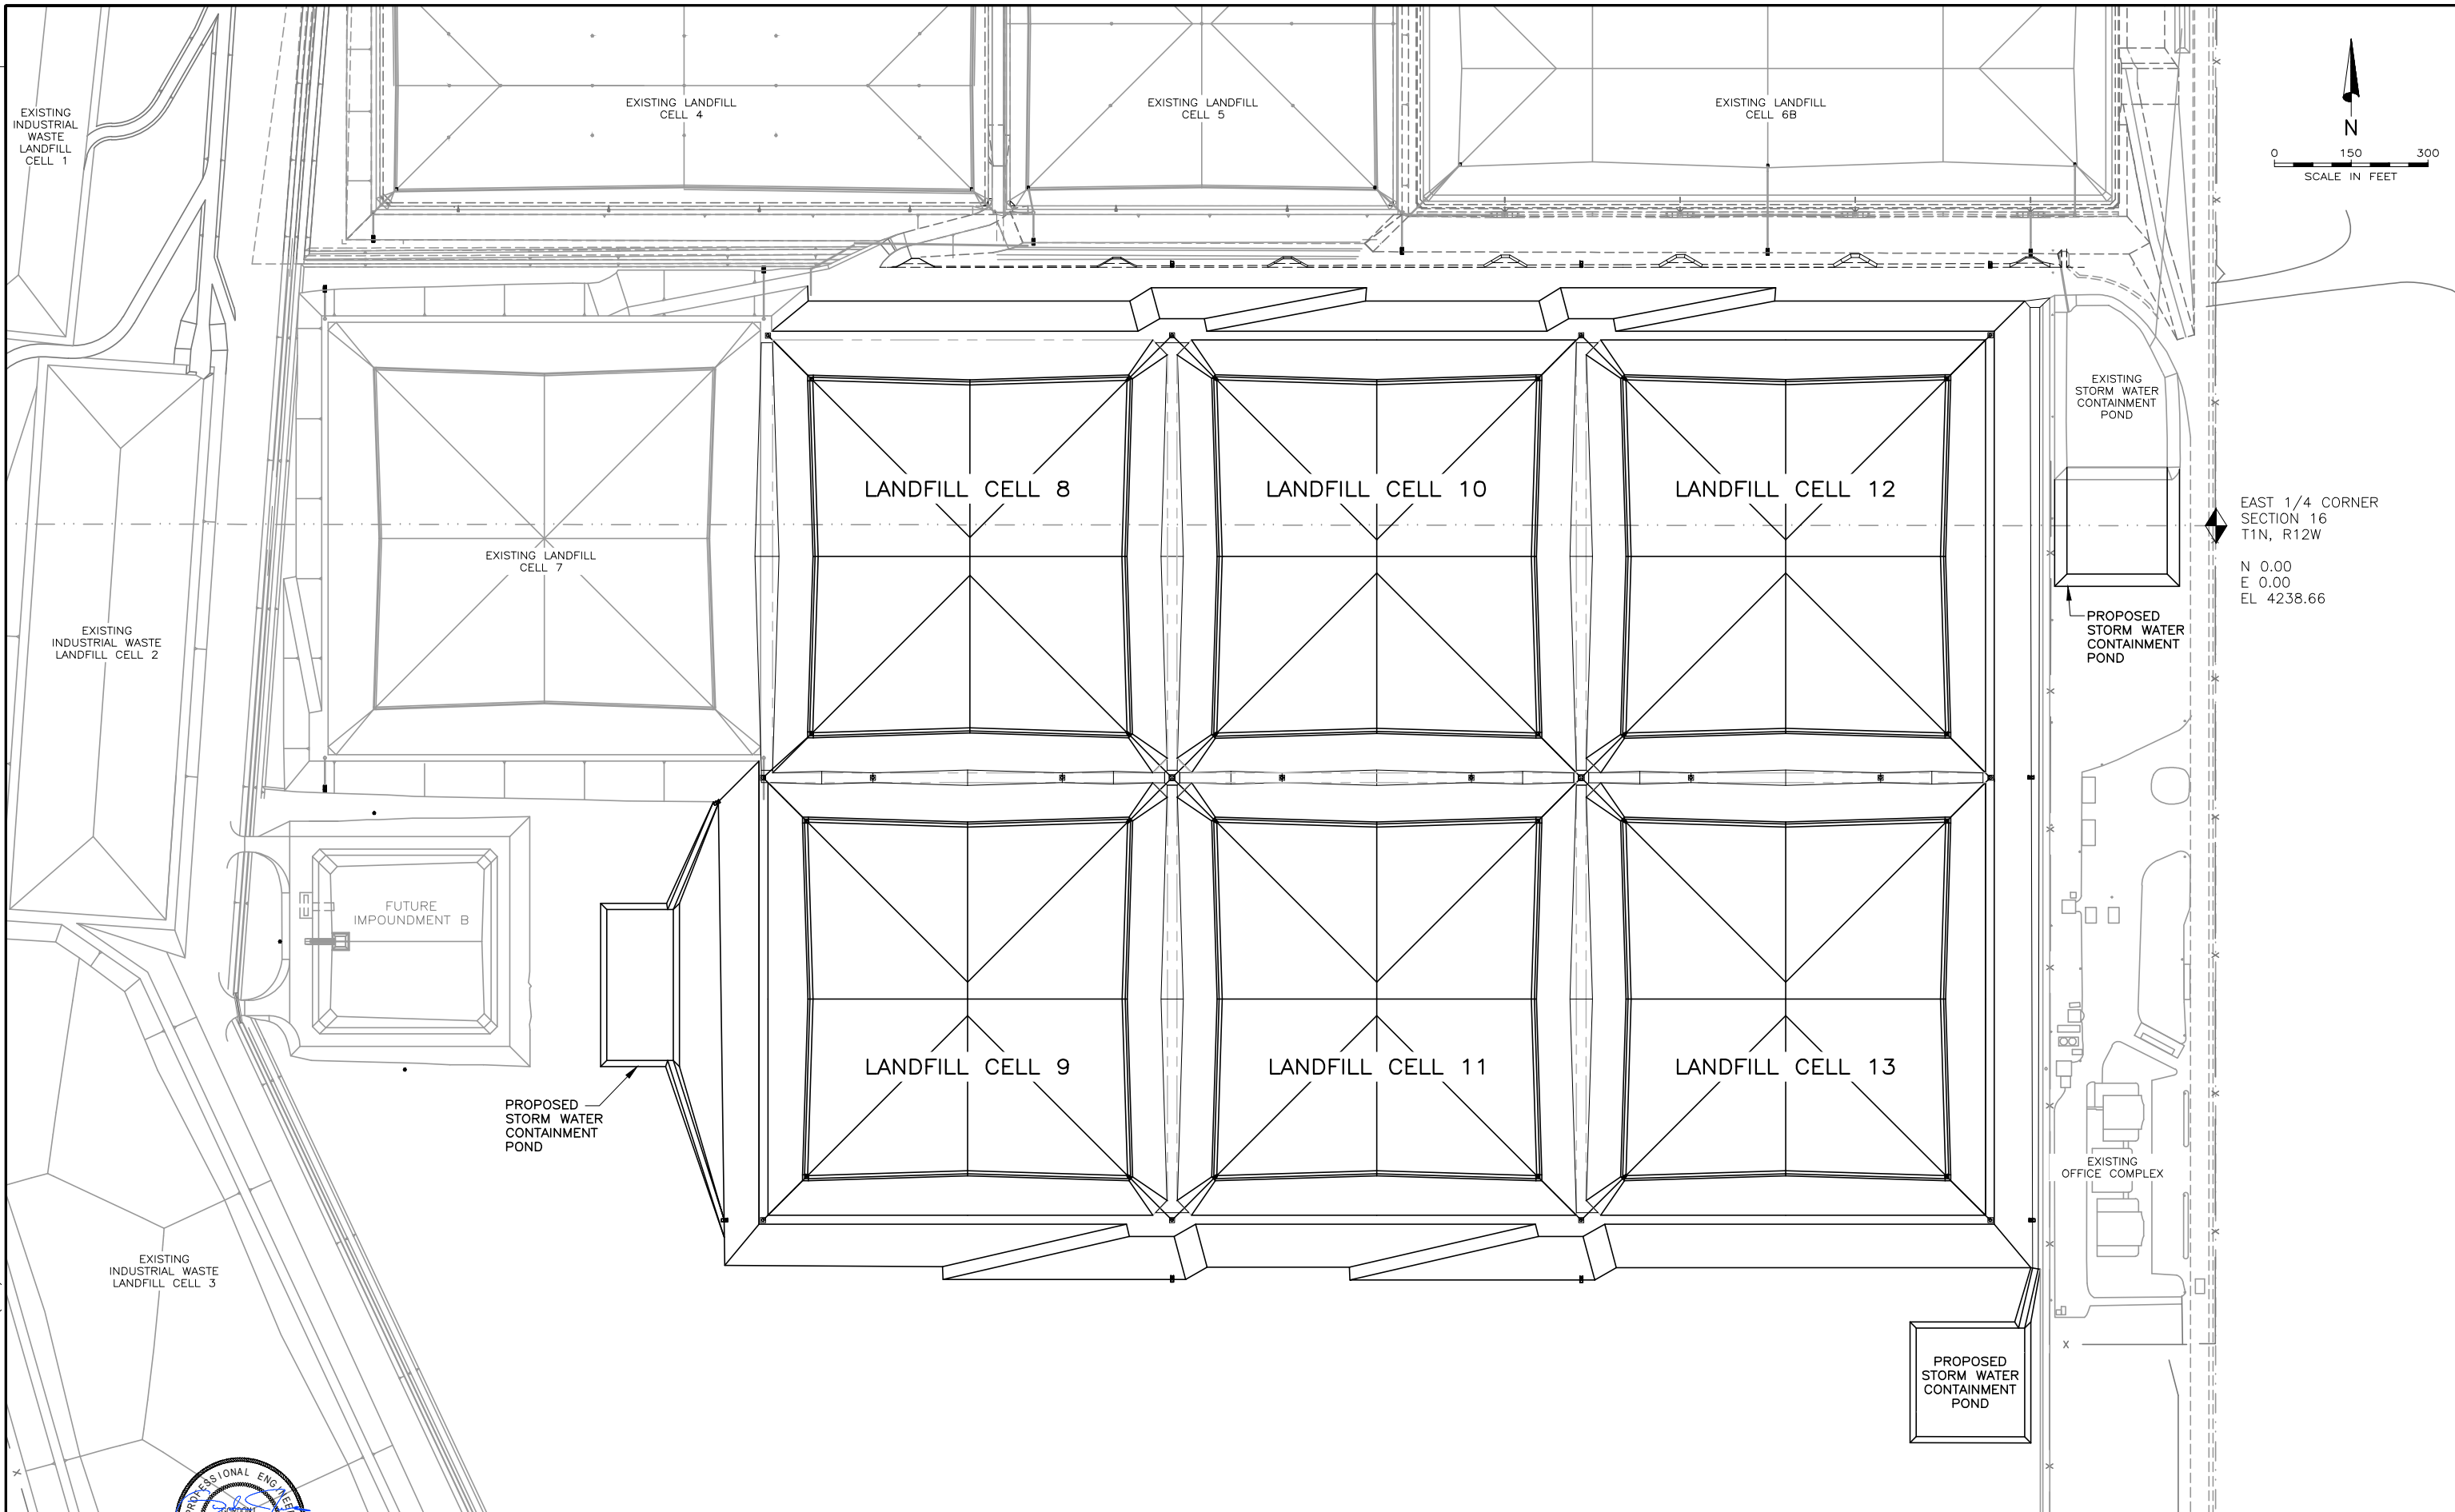 EXISTING
INDUSTRIAL
WASTE
LANDFILL
CELL 1
EXISTING LANDFILL
CELL 4
EXISTING LANDFILL
CELL 5
EXISTING LANDFILL
CELL 6B
N
0 150 300
SCALE IN FEET
EXISTING
STORM WATER
CONTAINMENT
POND
LANDFILL CELL 8
LANDFILL CELL 10
LANDFILL CELL 12
EAST 1/4 CORNER
SECTION 16
T1N, R12W
N 0.00
E 0.00
EL 4238.66
EXISTING LANDFILL
CELL 7
EXISTING
INDUSTRIAL WASTE
LANDFILL CELL 2
PROPOSED
STORM WATER
CONTAINMENT
POND
FUTURE
IMPOUNDMENT B
LANDFILL CELL 9
LANDFILL CELL 11
LANDFILL CELL 13
PROPOSED
STORM WATER
CONTAINMENT
POND
EXISTING
OFFICE COMPLEX
EXISTING
INDUSTRIAL WASTE
LANDFILL CELL 3
PROPOSED
STORM WATER
CONTAINMENT
POND